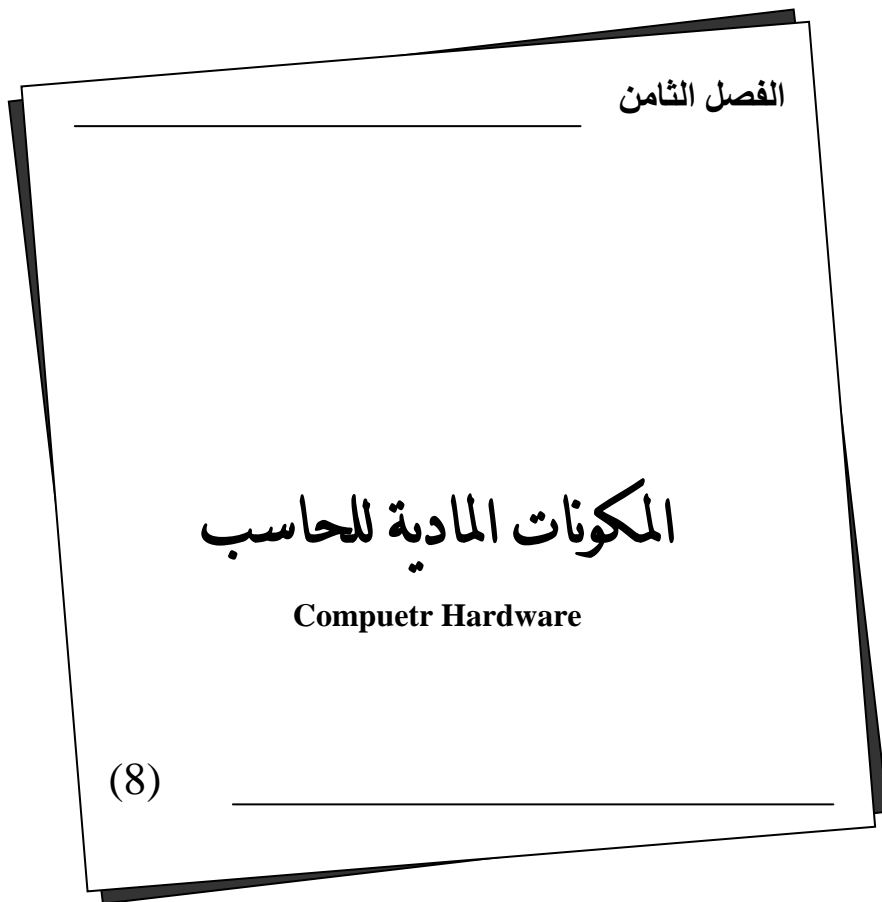 الفصل الثامن
المكونات المادية للحاسب
Compuetr Hardware
(8)